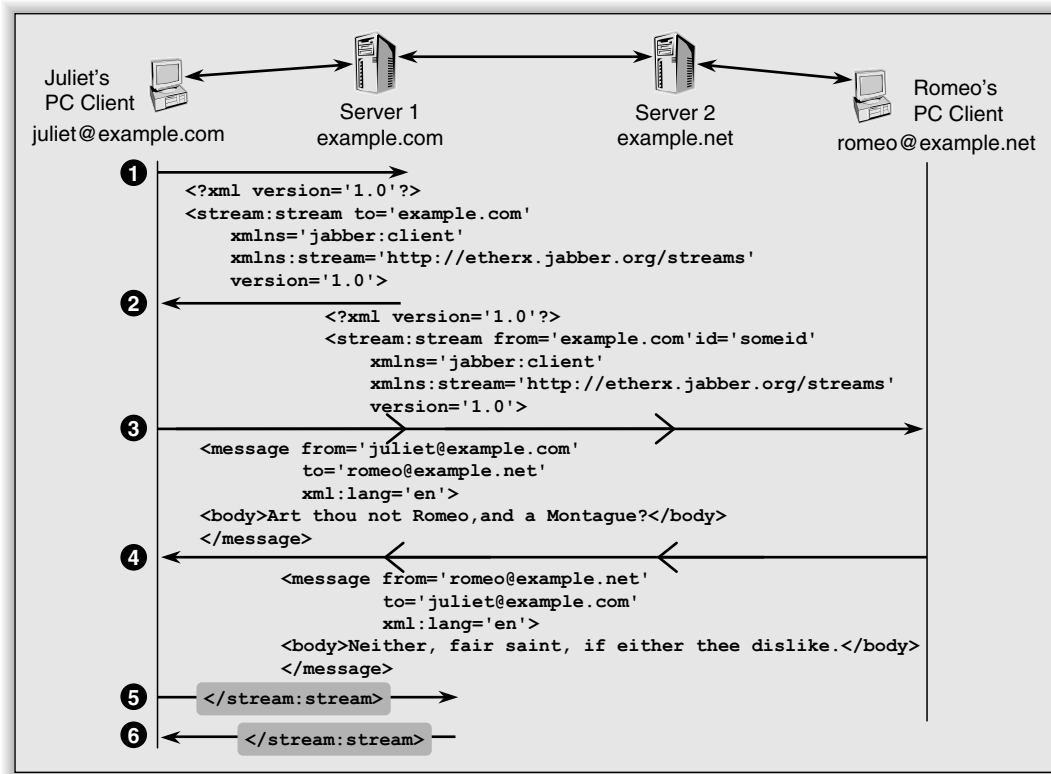 Juliet's
PC Client
juliet@example.com
Server 1
example.com
Server 2
example.net
Romeo's
PC Client
romeo@example.net
1
<?xml version='1.0'?>
<stream:stream to='example.com'
xmlns='jabber:client'
xmlns:stream='http://etherx.jabber.org/streams'
version='1.0'>
2
<?xml version='1.0'?>
<stream:stream from='example.com'id='someid'
xmlns='jabber:client'
xmlns:stream='http://etherx.jabber.org/streams'
version='1.0'>
3
<message from='juliet@example.com'
to='romeo@example.net'
xml:lang='en'>
<body>Art thou not Romeo,and a Montague?</body>
</message>
4
<message from='romeo@example.net'
to='juliet@example.com'
xml:lang='en'>
<body>Neither, fair saint, if either thee dislike.</body>
</message>
5
</stream:stream>
6
</stream:stream>